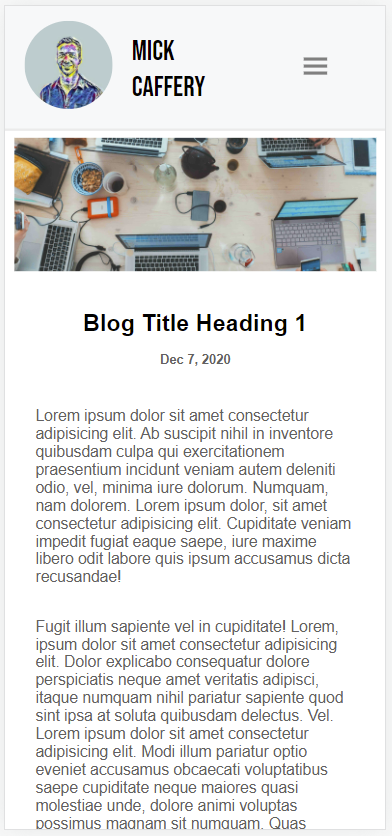 MICK
CAFFERY
Blog Title Heading 1
Dec 7, 2020
Lorem ipsum dolor sit amet consectetur
adipisicing elit. Ab suscipit nihil in inventore
quibusdam culpa qui exercitationem
praesentium incidunt veniam autem deleniti
odio, vel, minima iure dolorum. Numquam,
nam dolorem. Lorem ipsum dolor, sit amet
consectetur adipisicing elit. Cupiditate veniam
impedit fugiat eaque saepe, iure maxime
libero odit labore quis ipsum accusamus dicta
recusandae!
Fugit illum sapiente vel in cupiditate! Lorem,
ipsum dolor sit amet consectetur adipisicing
elit. Dolor explicabo consequatur dolore
perspiciatis neque amet veritatis adipisci,
itaque numquam nihil pariatur sapiente quod
sint ipsa at soluta quibusdam delectus. Vel.
Lorem ipsum dolor sit amet consectetur
adipisicing elit. Modi illum pariatur optio
eveniet accusamus obcaecati voluptatibus
saepe cupiditate neque maiores quasi
molestiae unde, dolore animi voluptas
possimus magnam sit numquam. Quas